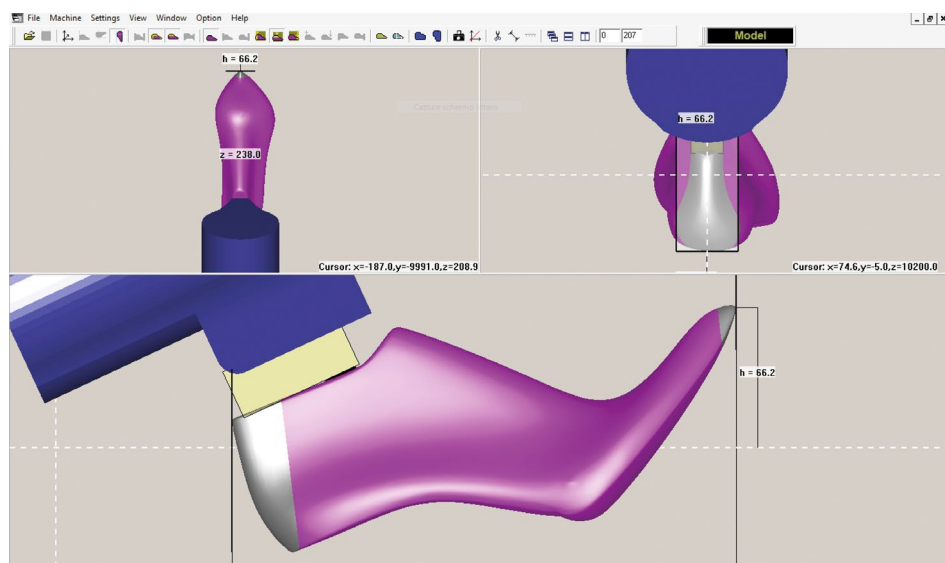 File Machine Settings View Window Option Help
0 207
Model
h = 66.2
z = 238.0
Cursor: x=-187.0,y=-9991.0,z=208.9
h = 66.2
Cursor: x=74.6,y=-5.0,z=10200.0
h = 66.2